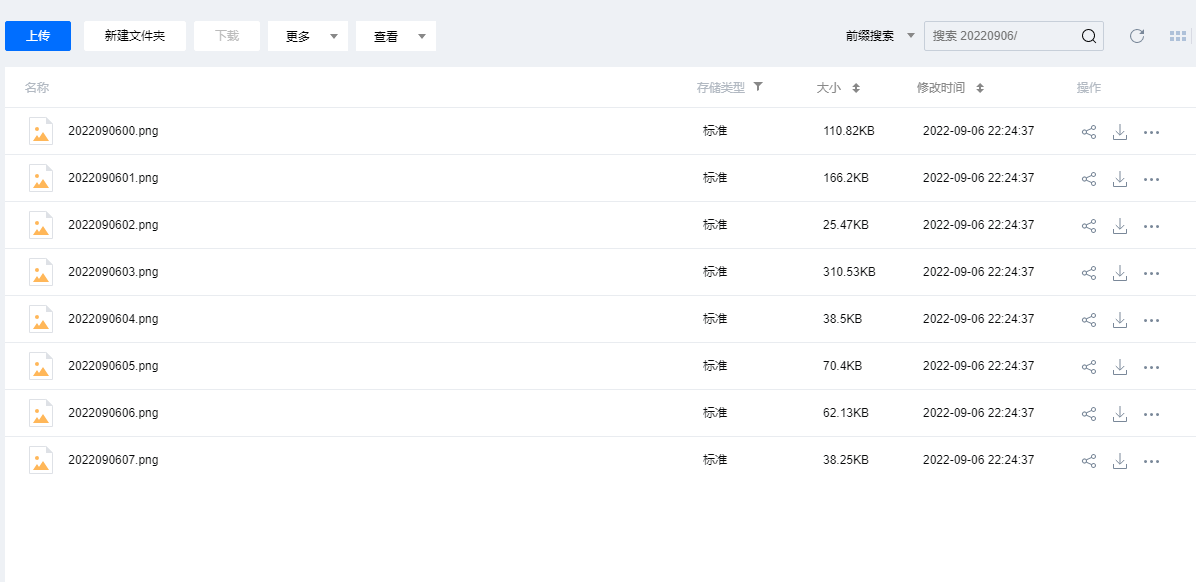 上传 新建文件夹 下载 更多 查看 前缀搜索 搜索 20220906/
名称 存储类型 大小 修改时间 操作
2022090600.png 标准 110.82KB 2022-09-06 22:24:37
2022090601.png 标准 166.2KB 2022-09-06 22:24:37
2022090602.png 标准 25.47KB 2022-09-06 22:24:37
2022090603.png 标准 310.53KB 2022-09-06 22:24:37
2022090604.png 标准 38.5KB 2022-09-06 22:24:37
2022090605.png 标准 70.4KB 2022-09-06 22:24:37
2022090606.png 标准 62.13KB 2022-09-06 22:24:37
2022090607.png 标准 38.25KB 2022-09-06 22:24:37